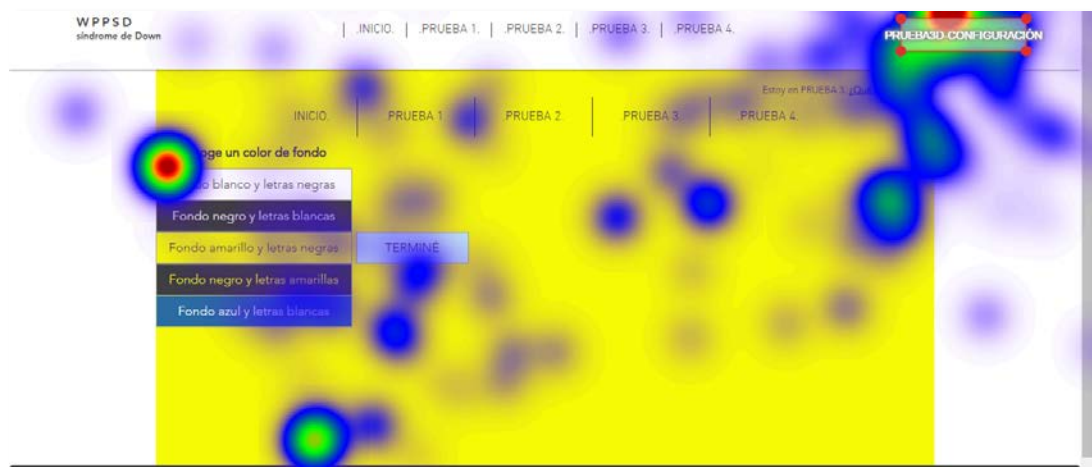 WPPSD
síndrome de Down
.INICIO. .PRUEBA 1. .PRUEBA 2. .PRUEBA 3. .PRUEBA 4.
PRUEBA3D-CONFIGURACIÓN
Estoy en PRUEBA 3. ¿Qué
INICIO. .PRUEBA 1 .PRUEBA 2. .PRUEBA 3. .PRUEBA 4.
oge un color de fondo
blanco y letras negras
Fondo negro y letras blancas
Fondo amarillo y letras negras
TERMINÉ
Fondo negro y letras amarillas
Fondo azul y letras blancas